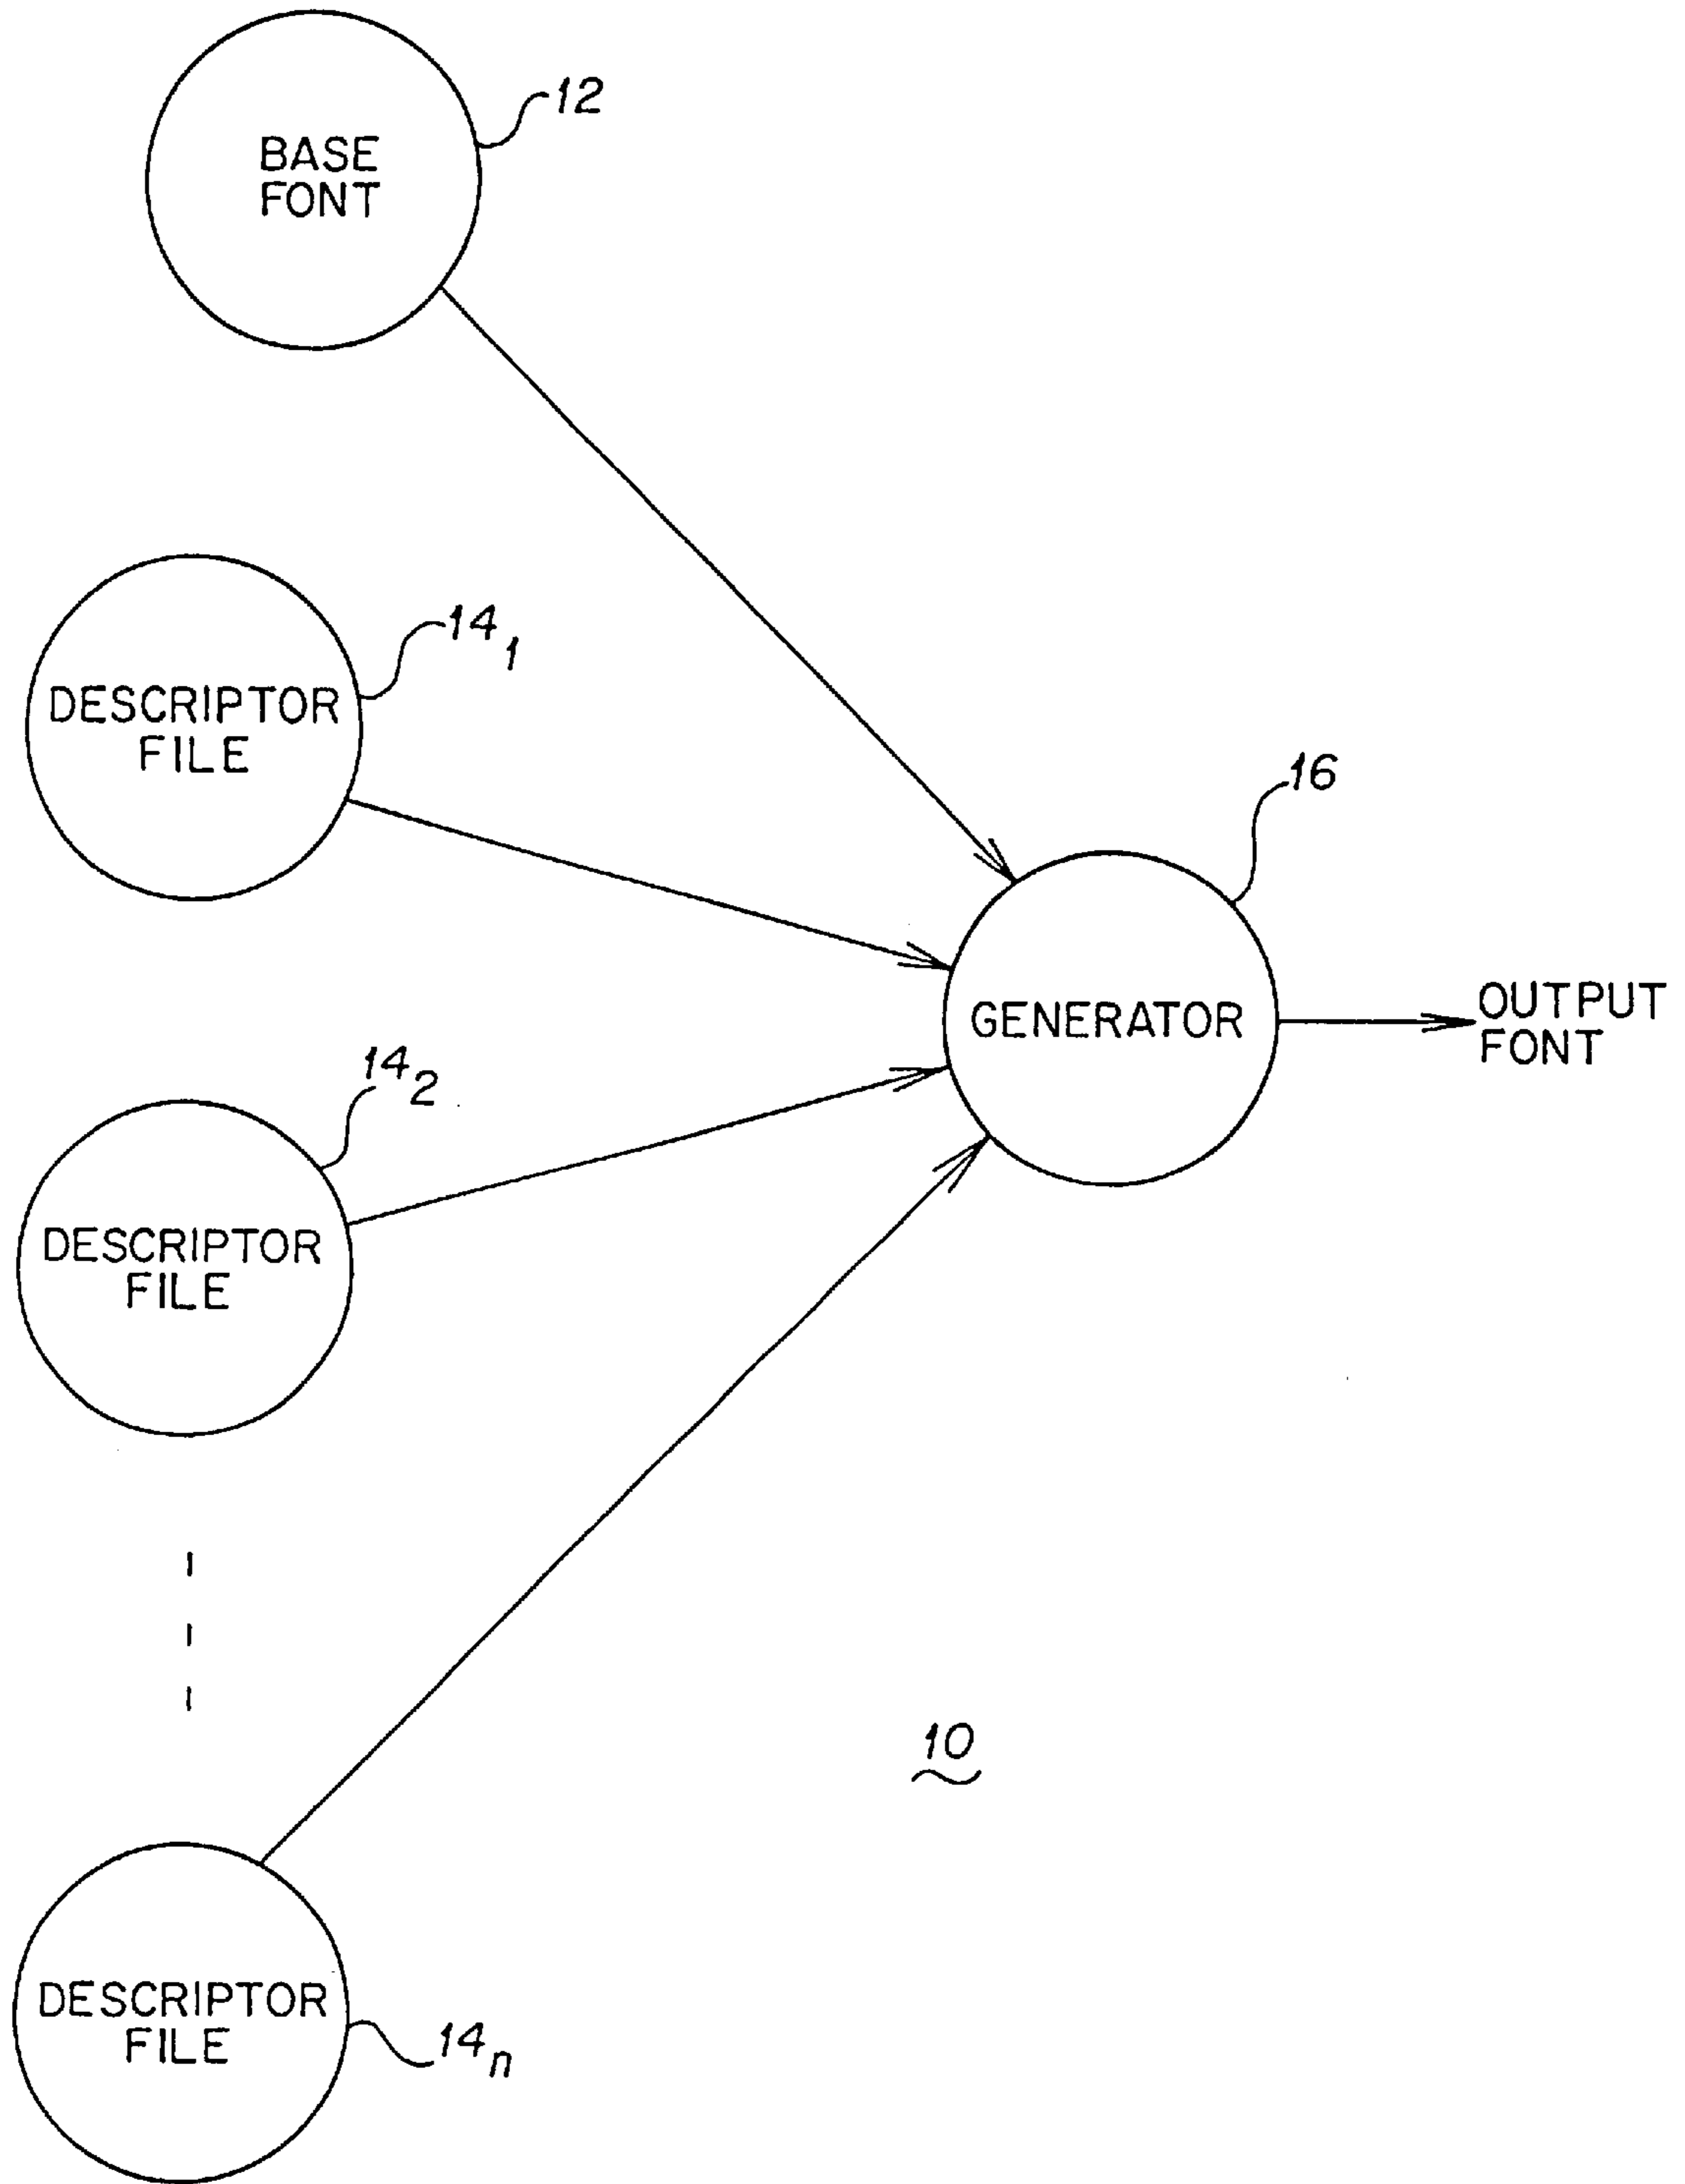 12
BASE
FONT
14₁
DESCRIPTOR
FILE
16
GENERATOR
OUTPUT
FONT
14₂
DESCRIPTOR
FILE
10
DESCRIPTOR
FILE
14ₙ